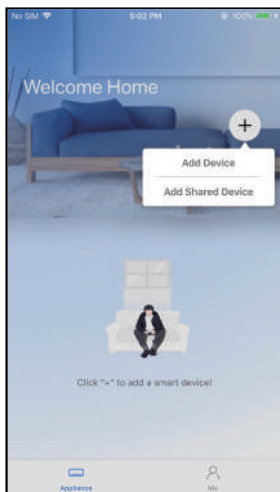 No SIM 5:02 PM 100%
Welcome Home
+
Add Device
Add Shared Device
Click "+" to add a smart device!
Appliance Me